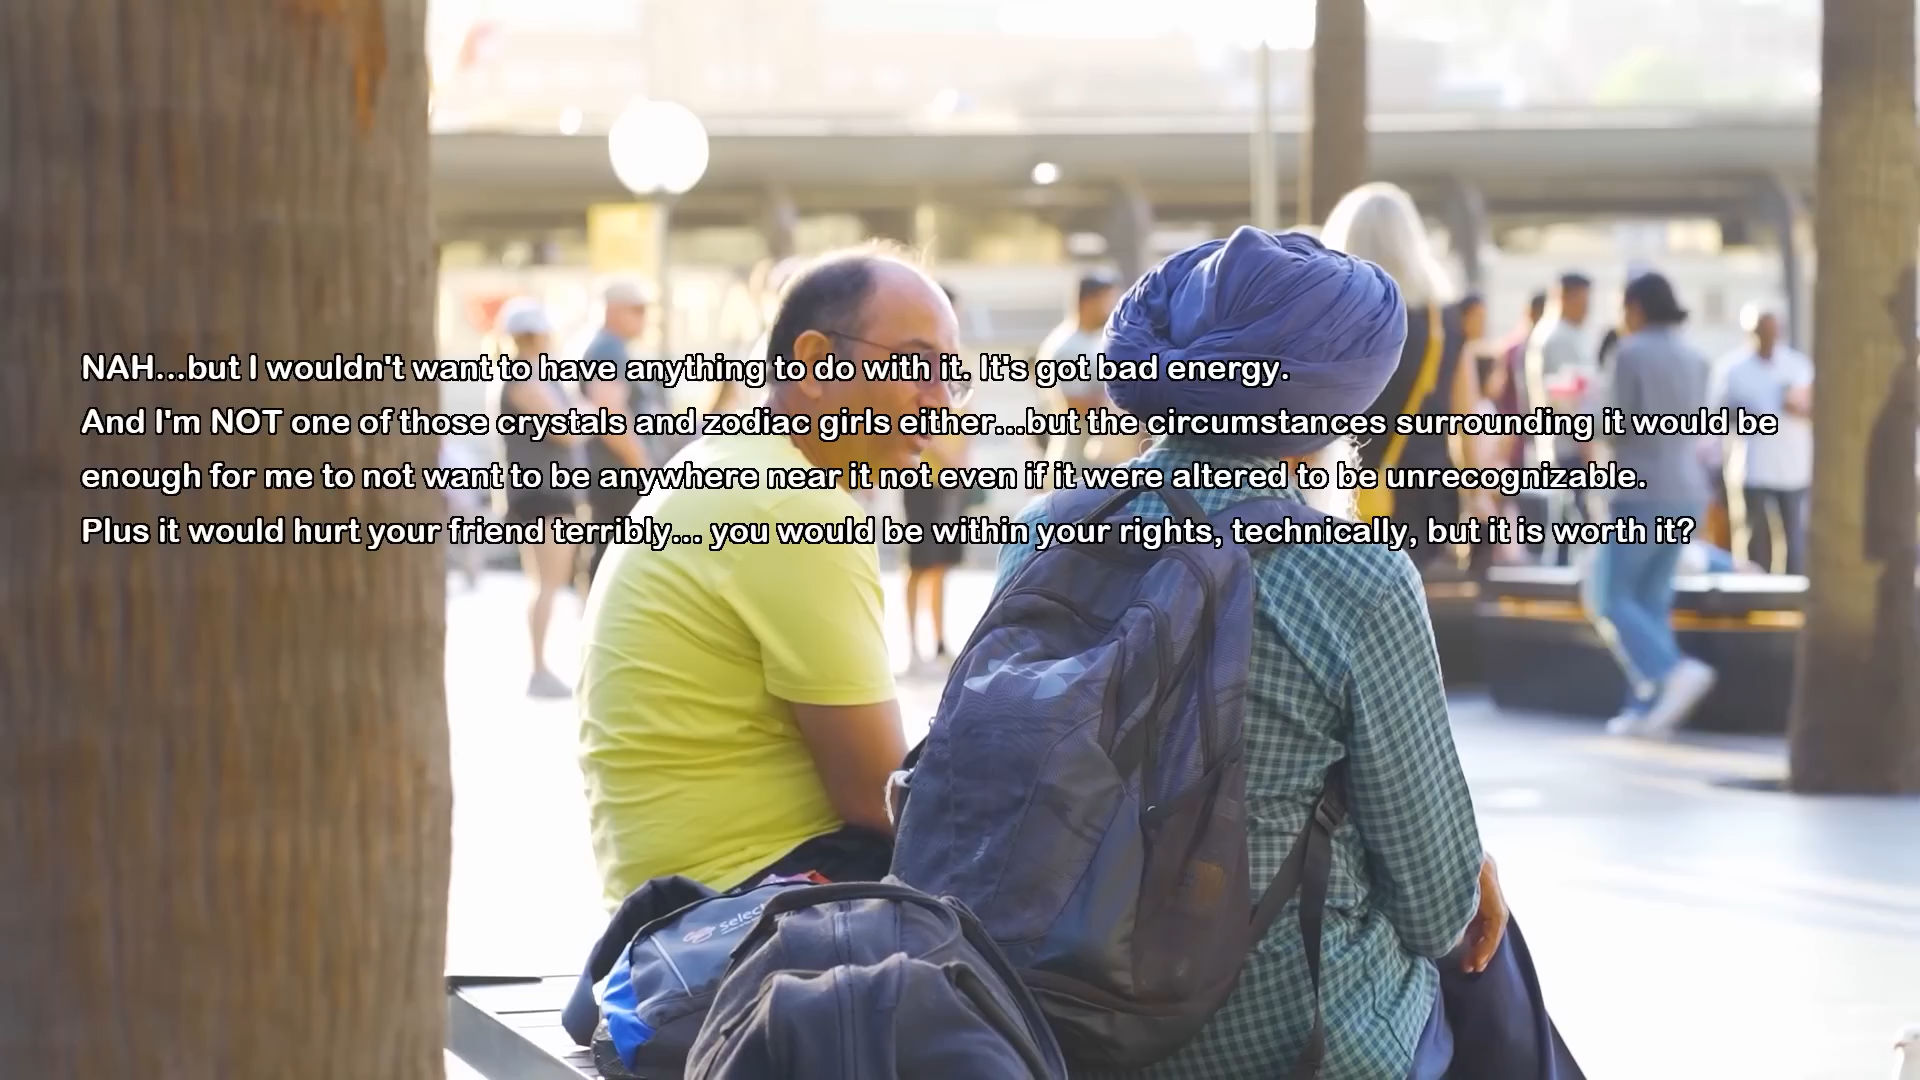 NAH...but I wouldn't want to have anything to do with it. It's got bad energy.
And I'm NOT one of those crystals and zodiac girls either...but the circumstances surrounding it would be
enough for me to not want to be anywhere near it not even if it were altered to be unrecognizable.
Plus it would hurt your friend terribly... you would be within your rights, technically, but it is worth it?
select